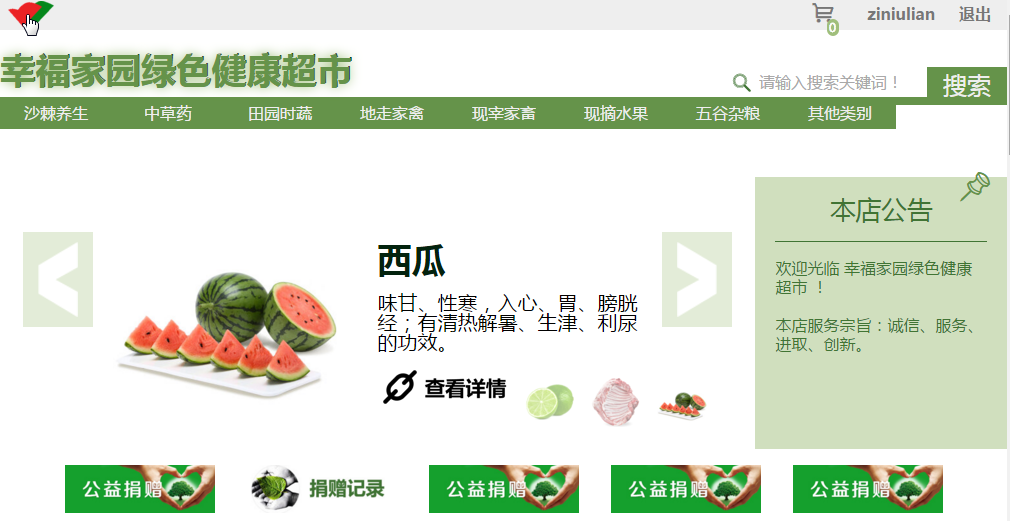 0
ziniulian
退出
幸福家园绿色健康超市
请输入搜索关键词！
搜索
沙棘养生
中草药
田园时蔬
地走家禽
现宰家畜
现摘水果
五谷杂粮
其他类别
本店公告
欢迎光临 幸福家园绿色健康
超市 ！
本店服务宗旨：诚信、服务、
进取、创新。
西瓜
味甘、性寒，入心、胃、膀胱
经；有清热解暑、生津、利尿
的功效。
查看详情
公益捐赠
捐赠记录
公益捐赠
公益捐赠
公益捐赠